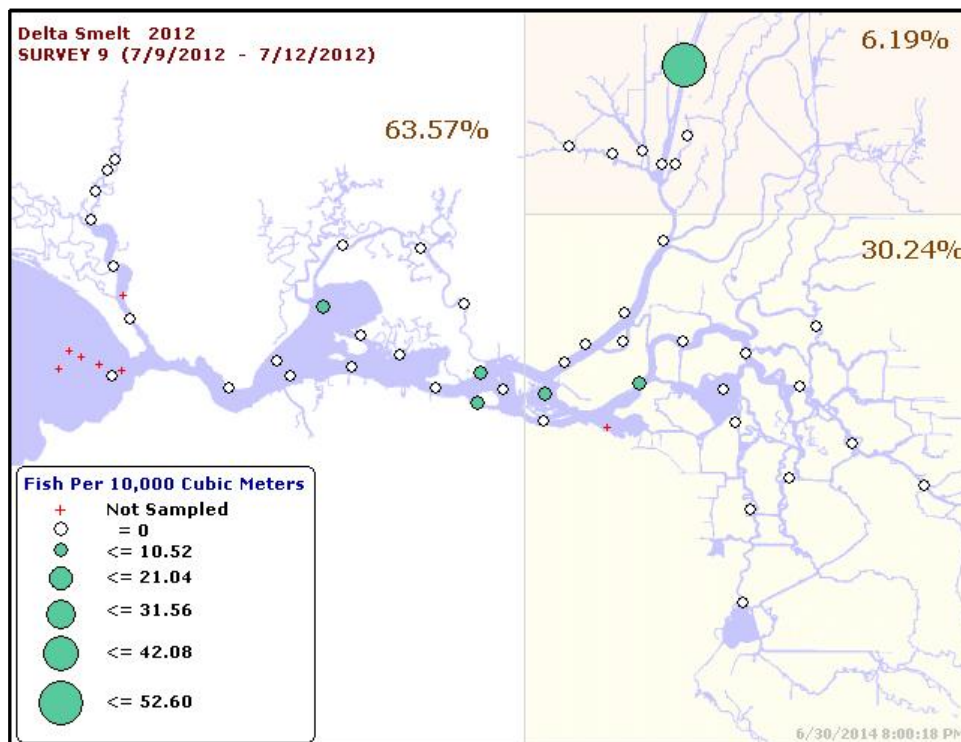 Delta Smelt 2012
SURVEY 9 (7/9/2012 - 7/12/2012)
6.19%
63.57%
30.24%
Fish Per 10,000 Cubic Meters
+ Not Sampled
= 0
<= 10.52
<= 21.04
<= 31.56
<= 42.08
<= 52.60
6/30/2014 8:00:18 PM